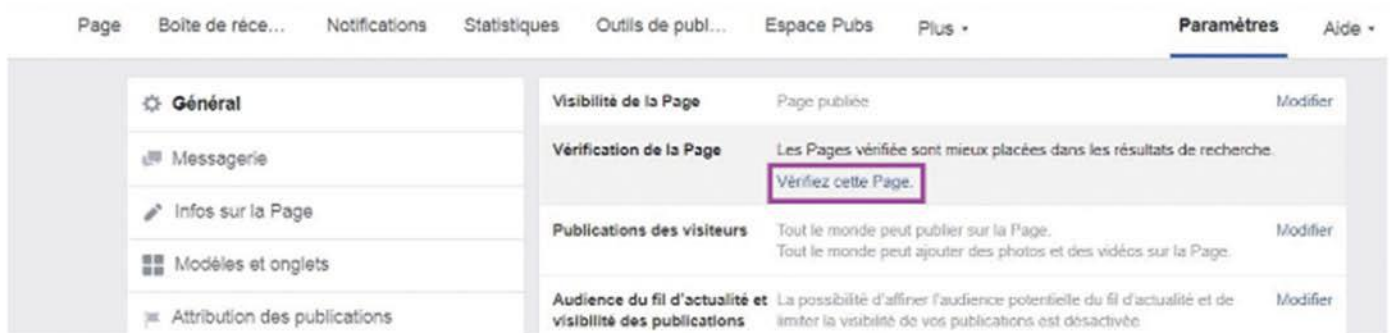 Page Boîte de réce... Notifications Statistiques Outils de publ... Espace Pubs Plus Paramètres Aide
Général
Messagerie
Infos sur la Page
Modèles et onglets
Attribution des publications
Visibilité de la Page Page publiée Modifier
Vérification de la Page Les Pages vérifiée sont mieux placées dans les résultats de recherche.
Vérifiez cette Page.
Publications des visiteurs Tout le monde peut publier sur la Page. Modifier
Tout le monde peut ajouter des photos et des vidéos sur la Page.
Audience du fil d'actualité et La possibilité d'affiner l'audience potentielle du fil d'actualité et de Modifier
visibilité des publications limiter la visibilité de vos publications est désactivée